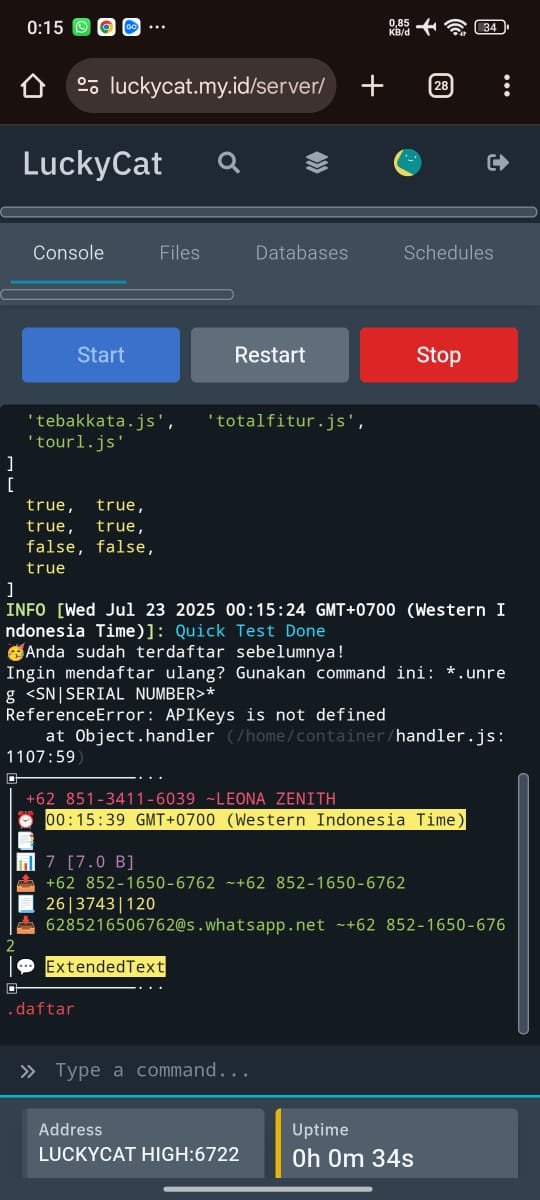 0:15
0,85
KB/d
34
luckycat.my.id/server/
28
LuckyCat
Console Files Databases Schedules
Start Restart Stop
'tebakkata.js', 'totalfitur.js',
'tourl.js'
]
[
true, true,
true, true,
false, false,
true
]
INFO [Wed Jul 23 2025 00:15:24 GMT+0700 (Western I
ndonesia Time)]: Quick Test Done
🥳Anda sudah terdaftar sebelumnya!
Ingin mendaftar ulang? Gunakan command ini: *.unre
g <SN|SERIAL NUMBER>*
ReferenceError: APIKeys is not defined
at Object.handler (/home/container/handler.js:
1107:59)
▣────────────···
│ +62 851-3411-6039 ~LEONA ZENITH
│⏰ 00:15:39 GMT+0700 (Western Indonesia Time)
│📑
│📊 7 [7.0 B]
│📤 +62 852-1650-6762 ~+62 852-1650-6762
│📃 26|3743|120
│📥 6285216506762@s.whatsapp.net ~+62 852-1650-676
2
│💬 ExtendedText
▣────────────···
.daftar
» Type a command...
Address
LUCKYCAT HIGH:6722
Uptime
0h 0m 34s